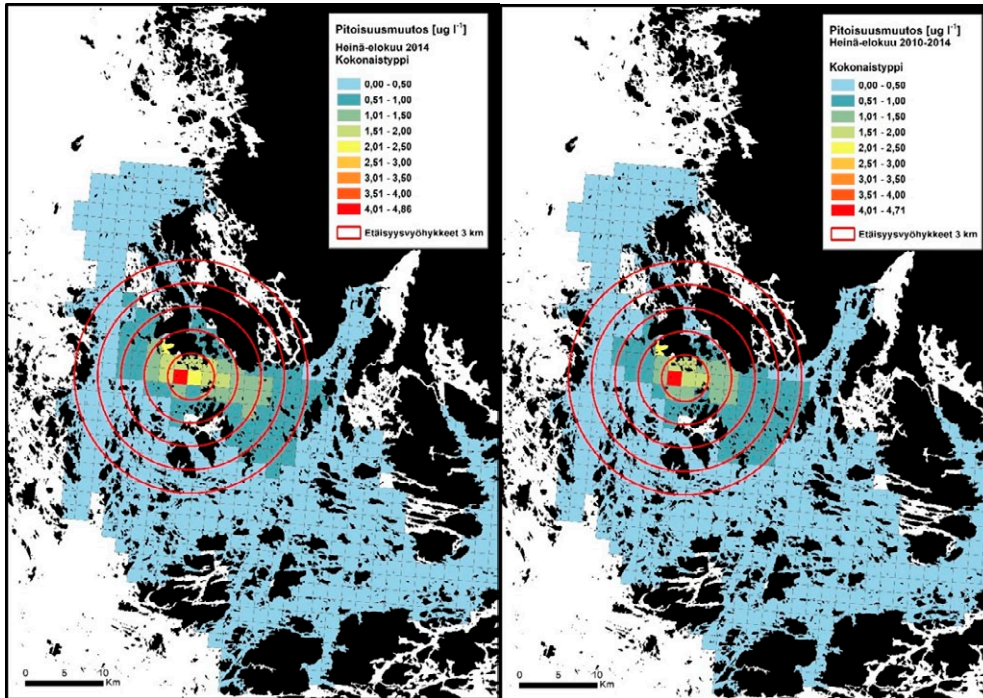 Pitoisuusmuutos [ug l⁻¹]
Heinä-elokuu 2014
Kokonaistyppi
0,00 - 0,50
0,51 - 1,00
1,01 - 1,50
1,51 - 2,00
2,01 - 2,50
2,51 - 3,00
3,01 - 3,50
3,51 - 4,00
4,01 - 4,86
Etäisyysvyöhykkeet 3 km
0 5 10
Km
Pitoisuusmuutos [ug l⁻¹]
Heinä-elokuu 2010-2014
Kokonaistyppi
0,00 - 0,50
0,51 - 1,00
1,01 - 1,50
1,51 - 2,00
2,01 - 2,50
2,51 - 3,00
3,01 - 3,50
3,51 - 4,00
4,01 - 4,71
Etäisyysvyöhykkeet 3 km
0 5 10
Km